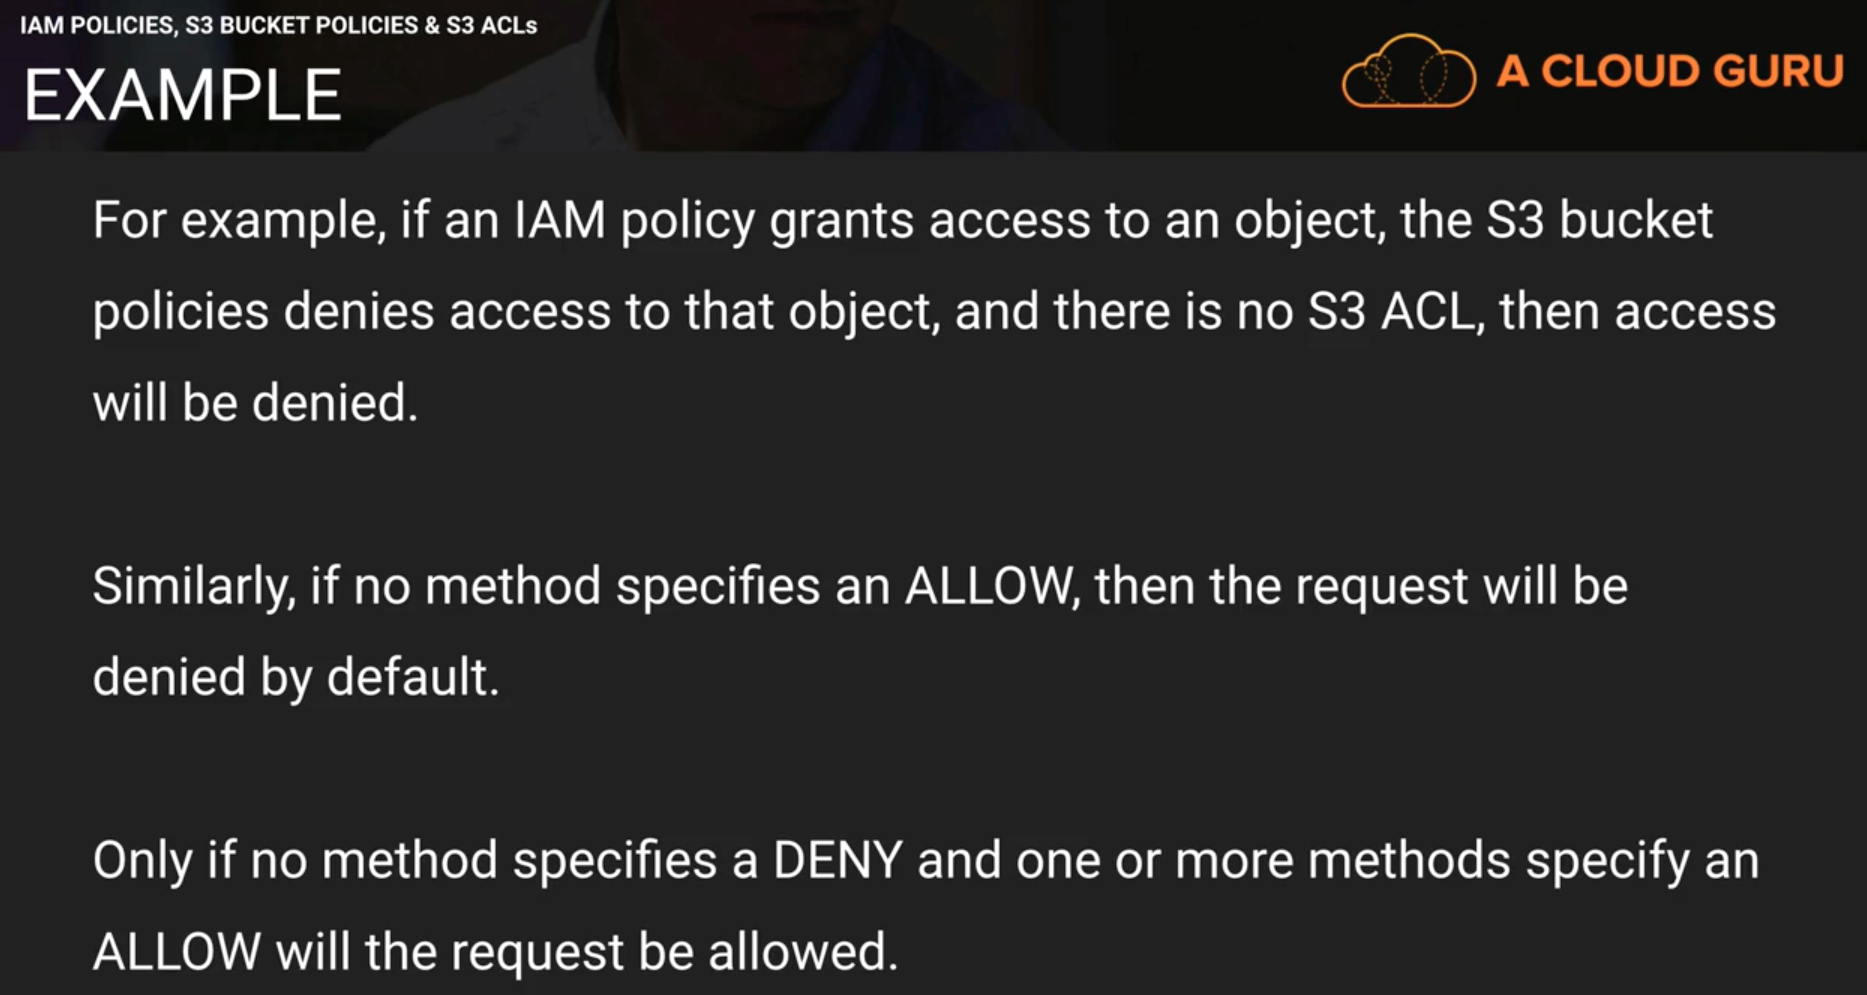 IAM POLICIES, S3 BUCKET POLICIES & S3 ACLs
EXAMPLE
A CLOUD GURU
For example, if an IAM policy grants access to an object, the S3 bucket
policies denies access to that object, and there is no S3 ACL, then access
will be denied.
Similarly, if no method specifies an ALLOW, then the request will be
denied by default.
Only if no method specifies a DENY and one or more methods specify an
ALLOW will the request be allowed.